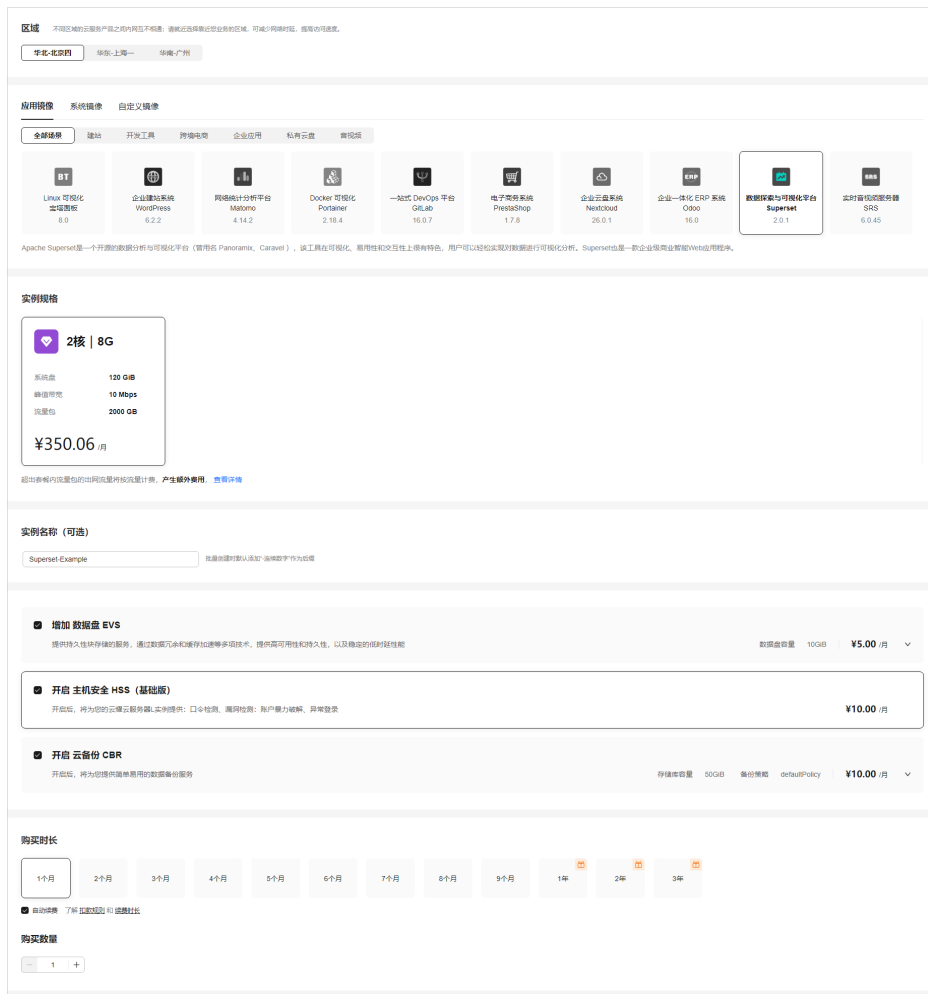 区域 不同区域的云服务产品之间内网互不相通；请就近选择靠近您业务的区域，可减少网络时延，提高访问速度。
华北-北京四 华东-上海一 华南-广州
应用镜像 系统镜像 自定义镜像
全部场景 建站 开发工具 跨境电商 企业应用 私有云盘 音视频
BT ERP SRS
Linux 可视化 企业建站系统 网络统计分析平台 Docker 可视化 一站式 DevOps 平台 电子商务系统 企业云盘系统 企业一体化 ERP 系统 数据探索与可视化平台 实时音视频服务器
宝塔面板 WordPress Matomo Portainer GitLab PrestaShop Nextcloud Odoo Superset SRS
8.0 6.2.2 4.14.2 2.18.4 16.0.7 1.7.8 26.0.1 16.0 2.0.1 6.0.45
Apache Superset是一个开源的数据分析与可视化平台（曾用名 Panoramix、Caravel ），该工具在可视化、易用性和交互性上很有特色，用户可以轻松实现对数据进行可视化分析。Superset也是一款企业级商业智能Web应用程序。
实例规格
2核 | 8G
系统盘 120 GiB
峰值带宽 10 Mbps
流量包 2000 GB
¥350.06 /月
超出套餐内流量包的出网流量将按流量计费，产生额外费用。 查看详情
实例名称（可选）
Superset-Example 批量创建时默认添加“-连续数字”作为后缀
增加 数据盘 EVS
提供持久性块存储的服务，通过数据冗余和缓存加速等多项技术，提供高可用性和持久性，以及稳定的低时延性能 数据盘容量 10GiB ¥5.00 /月
开启 主机安全 HSS（基础版）
开启后，将为您的云耀云服务器L实例提供：口令检测、漏洞检测；账户暴力破解、异常登录 ¥10.00 /月
开启 云备份 CBR
开启后，将为您提供简单易用的数据备份服务 存储库容量 50GiB 备份策略 defaultPolicy ¥10.00 /月
购买时长
1个月 2个月 3个月 4个月 5个月 6个月 7个月 8个月 9个月 1年 2年 3年
自动续费 了解 扣款规则 和 续费时长
购买数量
− 1 +